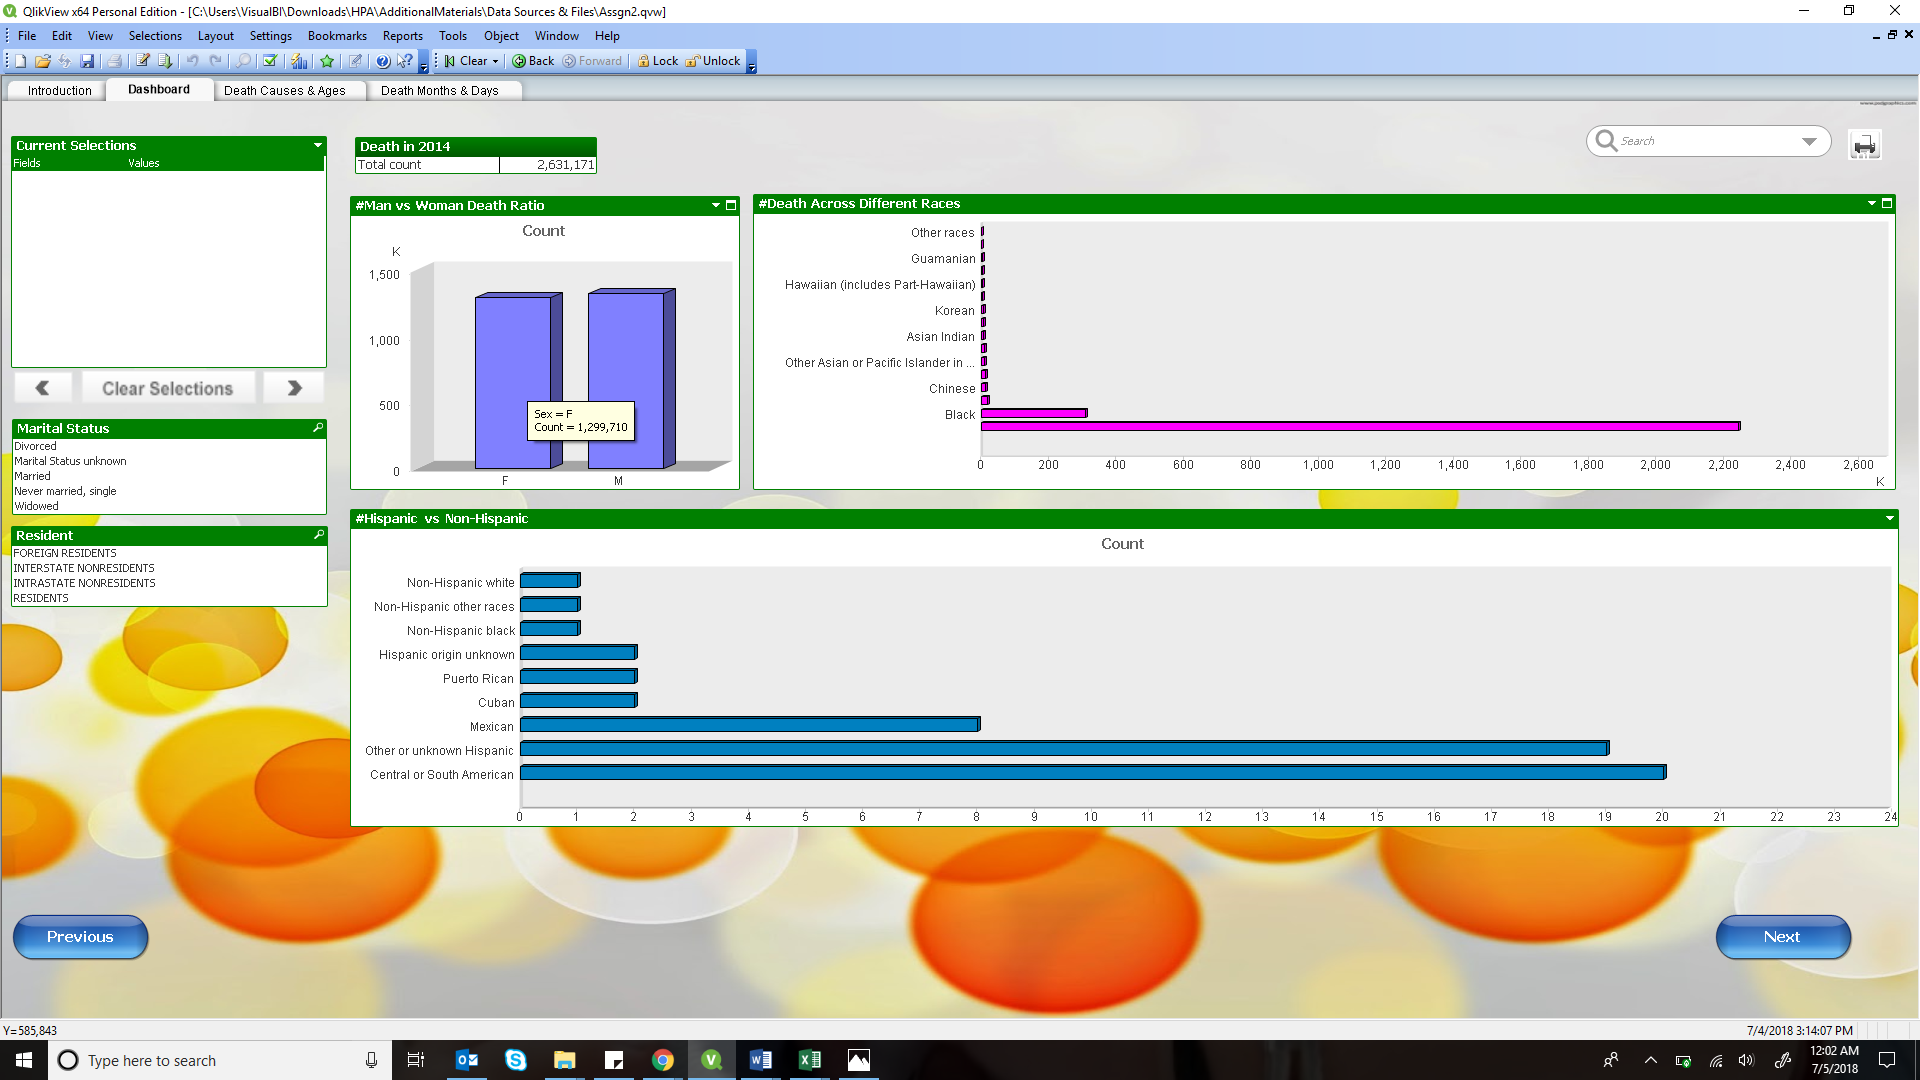 QlikView x64 Personal Edition - [C:\Users\VisualBI\Downloads\HPA\AdditionalMaterials\Data Sources & Files\Assgn2.qvw]
File Edit View Selections Layout Settings Bookmarks Reports Tools Object Window Help
Clear Back Forward Lock Unlock
Introduction Dashboard Death Causes & Ages Death Months & Days
Current Selections
Fields Values
Death in 2014
Total count 2,631,171
Search
Clear Selections
Marital Status
Divorced
Marital Status unknown
Married
Never married, single
Widowed
Resident
FOREIGN RESIDENTS
INTERSTATE NONRESIDENTS
INTRASTATE NONRESIDENTS
RESIDENTS
#Man vs Woman Death Ratio
Count
K
1,500
1,000
500
0
F M
Sex = F
Count = 1,299,710
#Death Across Different Races
Other races
Guamanian
Hawaiian (includes Part-Hawaiian)
Korean
Asian Indian
Other Asian or Pacific Islander in ...
Chinese
Black
0 200 400 600 800 1,000 1,200 1,400 1,600 1,800 2,000 2,200 2,400 2,600
K
#Hispanic vs Non-Hispanic
Count
Non-Hispanic white
Non-Hispanic other races
Non-Hispanic black
Hispanic origin unknown
Puerto Rican
Cuban
Mexican
Other or unknown Hispanic
Central or South American
0 1 2 3 4 5 6 7 8 9 10 11 12 13 14 15 16 17 18 19 20 21 22 23 24
Previous
Next
Y=585,843
7/4/2018 3:14:07 PM
Type here to search
12:02 AM
7/5/2018